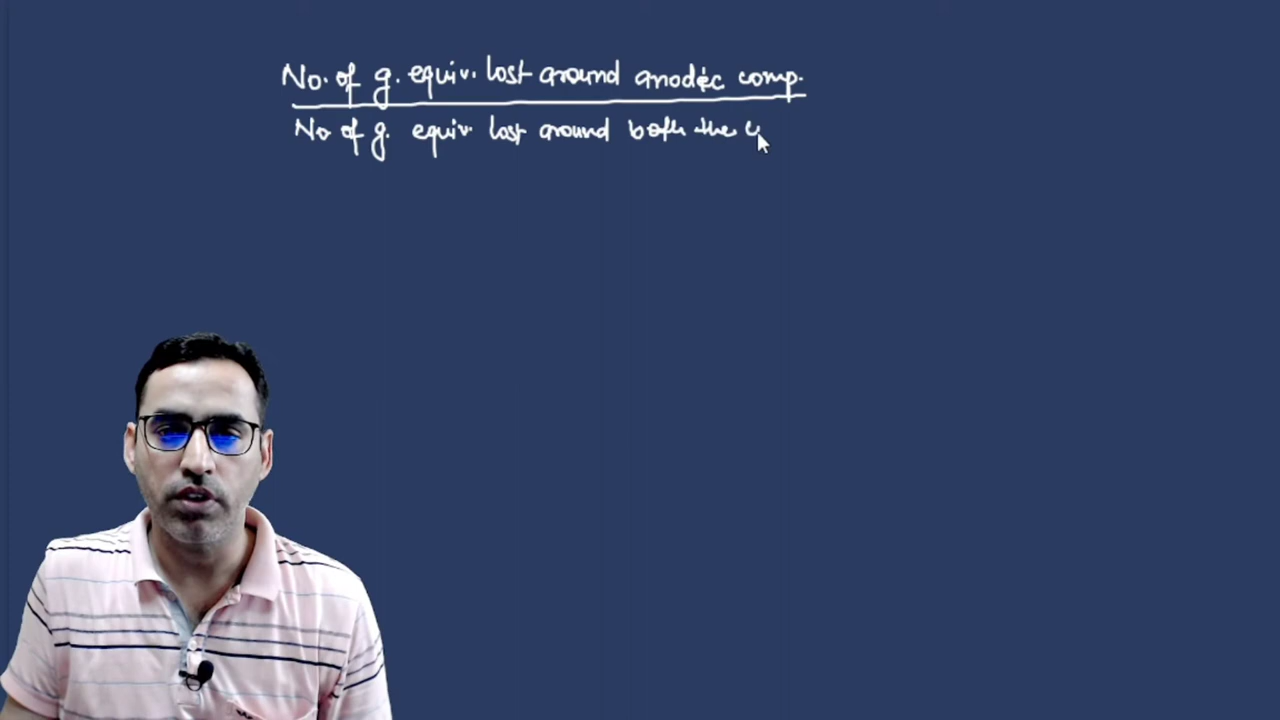 No. of g. equiv. lost around anodic comp.
No of g. equiv. lost around both the